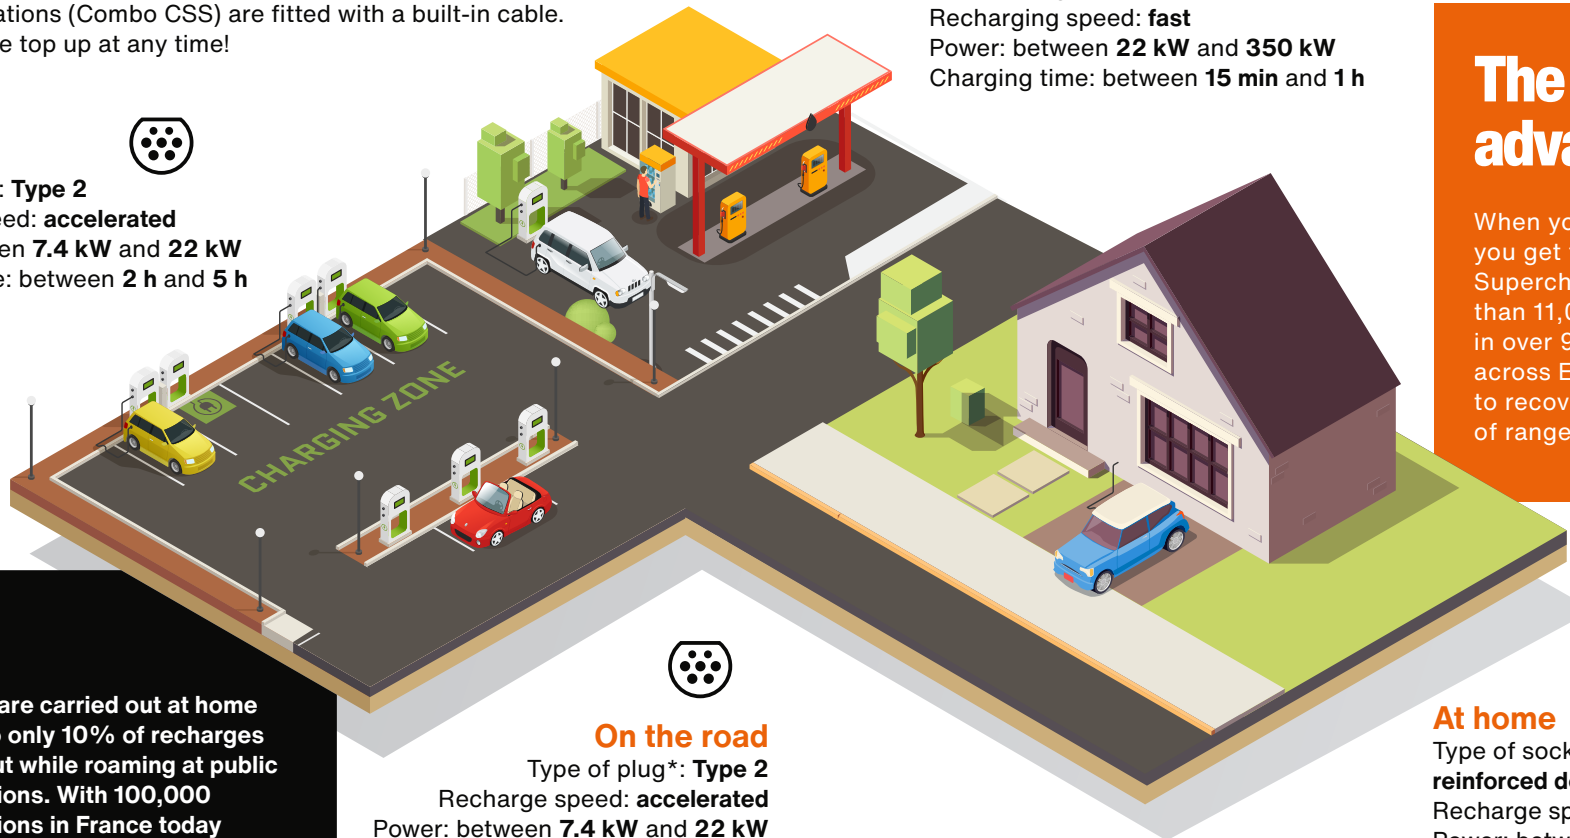 ations (Combo CSS) are fitted with a built-in cable.
e top up at any time!
: Type 2
eed: accelerated
en 7.4 kW and 22 kW
e: between 2 h and 5 h
Recharging speed: fast
Power: between 22 kW and 350 kW
Charging time: between 15 min and 1 h
The
adva
When yo
you get
Superch
than 11,0
in over 9
across E
to recov
of range
CHARGING ZONE
are carried out at home
only 10% of recharges
ut while roaming at public
ions. With 100,000
ions in France today
On the road
Type of plug*: Type 2
Recharge speed: accelerated
Power: between 7.4 kW and 22 kW
At home
Type of sock
reinforced d
Recharge sp